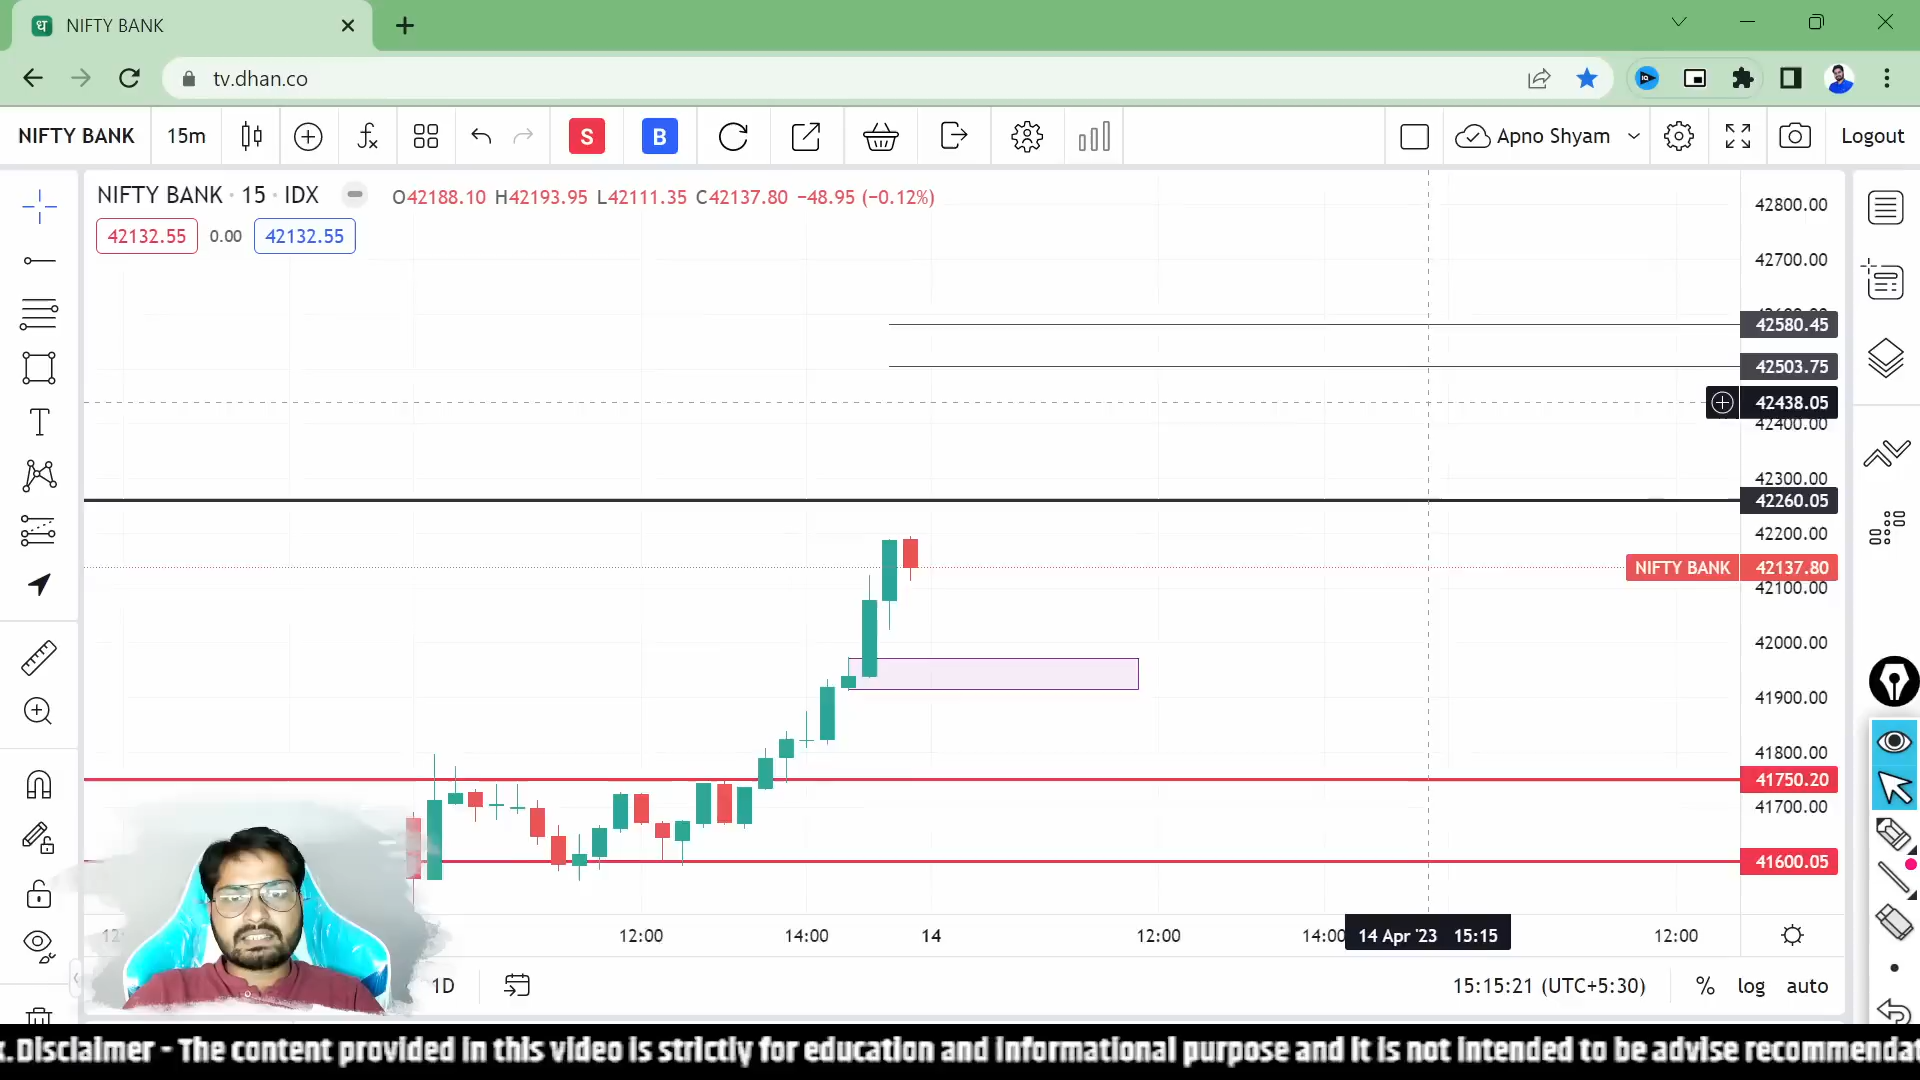 NIFTY BANK
tv.dhan.co
NIFTY BANK 15m S B Apno Shyam Logout
NIFTY BANK · 15 · IDX O42188.10 H42193.95 L42111.35 C42137.80 −48.95 (−0.12%)
42132.55 0.00 42132.55
42800.00
42700.00
42580.45
42503.75
42438.05
42400.00
42300.00
42260.05
42200.00
NIFTY BANK 42137.80
42100.00
42000.00
41900.00
41800.00
41750.20
41700.00
41600.05
12:00 14:00 14 12:00 14:00 14 Apr '23 15:15 12:00
1D 15:15:21 (UTC+5:30) % log auto
k.Disclaimer - The content provided in this video is strictly for education and informational purpose and it is not intended to be advise recommendat